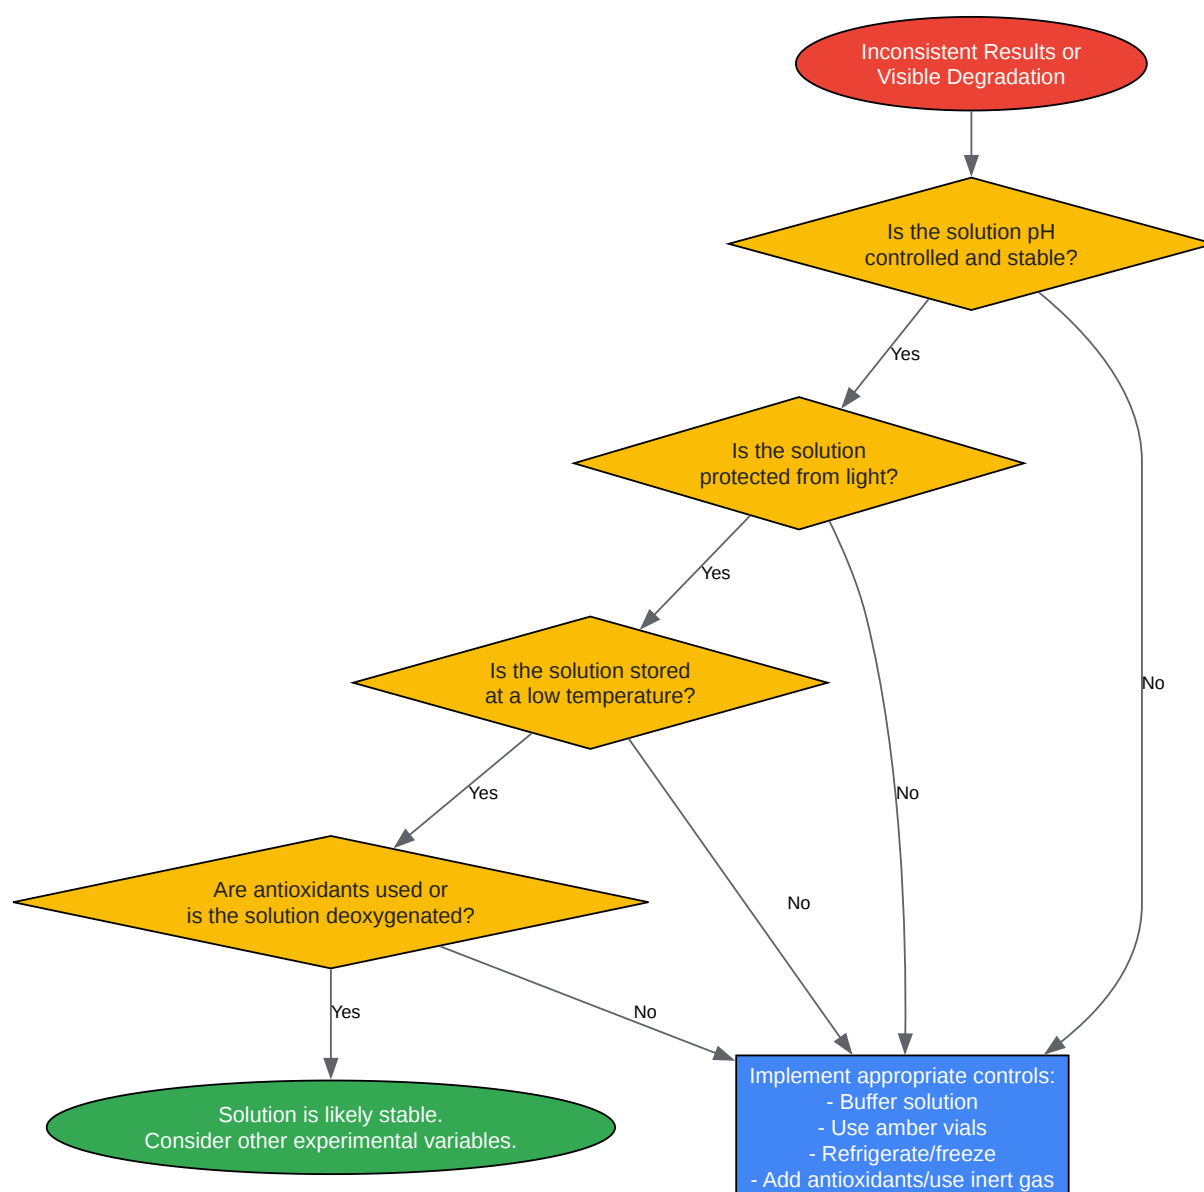 Inconsistent Results or
Visible Degradation
Is the solution pH
controlled and stable?
Yes
Is the solution
protected from light?
Yes
Is the solution stored
at a low temperature?
No
Yes
No
Are antioxidants used or
is the solution deoxygenated?
No
Yes
No
Solution is likely stable.
Consider other experimental variables.
Implement appropriate controls:
- Buffer solution
- Use amber vials
- Refrigerate/freeze
- Add antioxidants/use inert gas